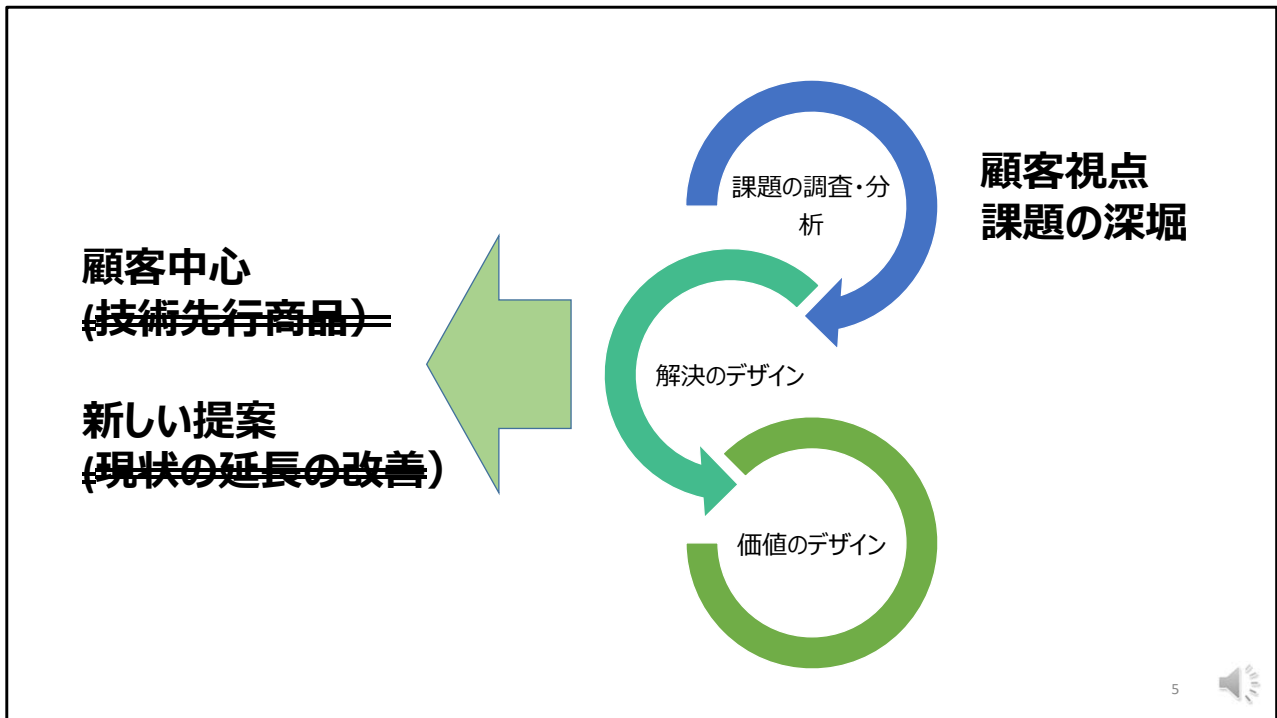 顧客中心
(技術先行商品）
新しい提案
(現状の延長の改善）
課題の調査・分
析
解決のデザイン
価値のデザイン
顧客視点
課題の深堀
5